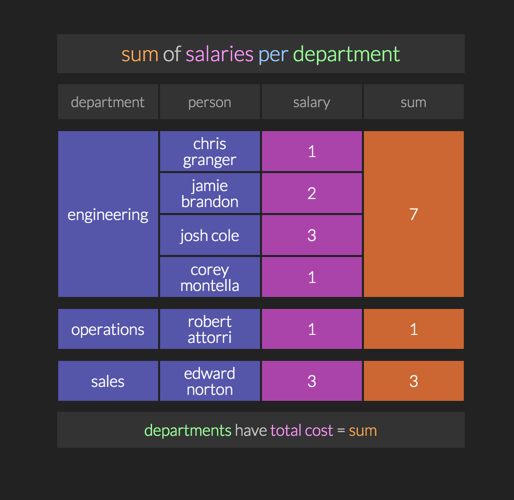 sum of salaries per department
department person salary sum
engineering
chris
granger
1
jamie
brandon
2
josh cole
3
corey
montella
1
7
operations
robert
attorri
1
1
sales
edward
norton
3
3
departments have total cost = sum